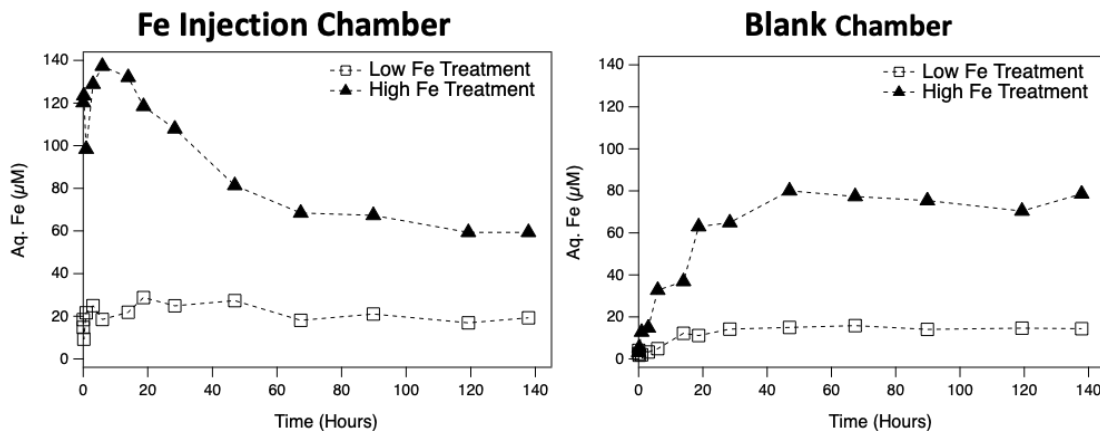 Fe Injection Chamber
Low Fe Treatment
High Fe Treatment
Aq. Fe (µM)
140
120
100
80
60
40
20
0
0 20 40 60 80 100 120 140
Time (Hours)
Blank Chamber
Low Fe Treatment
High Fe Treatment
Aq. Fe (µM)
140
120
100
80
60
40
20
0
0 20 40 60 80 100 120 140
Time (Hours)